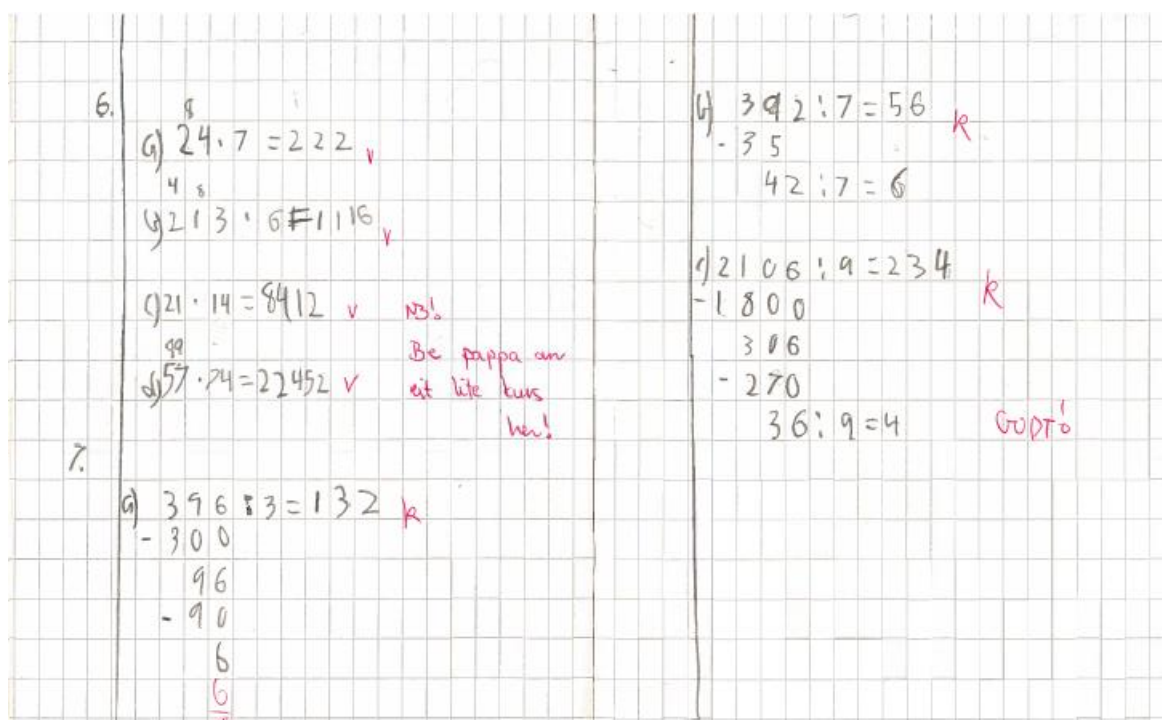 6.
8
a) 24 · 7 = 222 v
4 8
b) 213 · 6 = 1116 v
c) 21 · 14 = 8412 v NB!
Be pappa om
99
d) 57 · 74 = 22452 v eit lite kurs
her!
7.
a) 396 : 3 = 132 R
- 300
96
- 90
6
6
b) 392 : 7 = 56 R
- 35
42 : 7 = 6
c) 2106 : 9 = 234 R
- 1800
306
- 270
36 : 9 = 4 GODT!